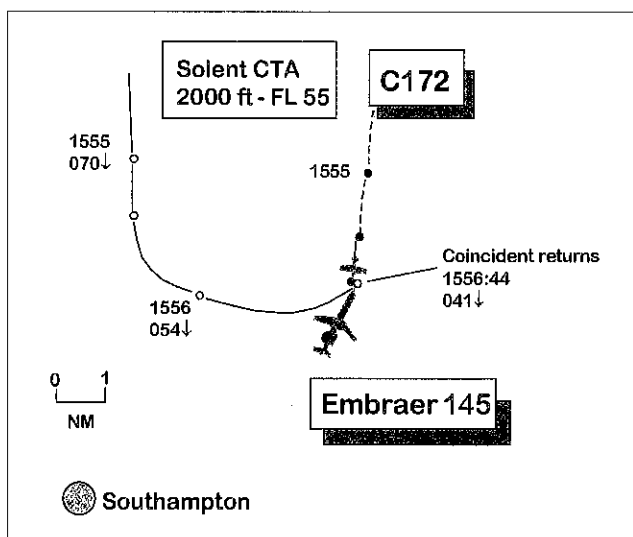 Solent CTA
2000 ft - FL 55
C172
1555
070↓
1555
Coincident returns
1556:44
041↓
1556
054↓
0 1
NM
Embraer 145
Southampton